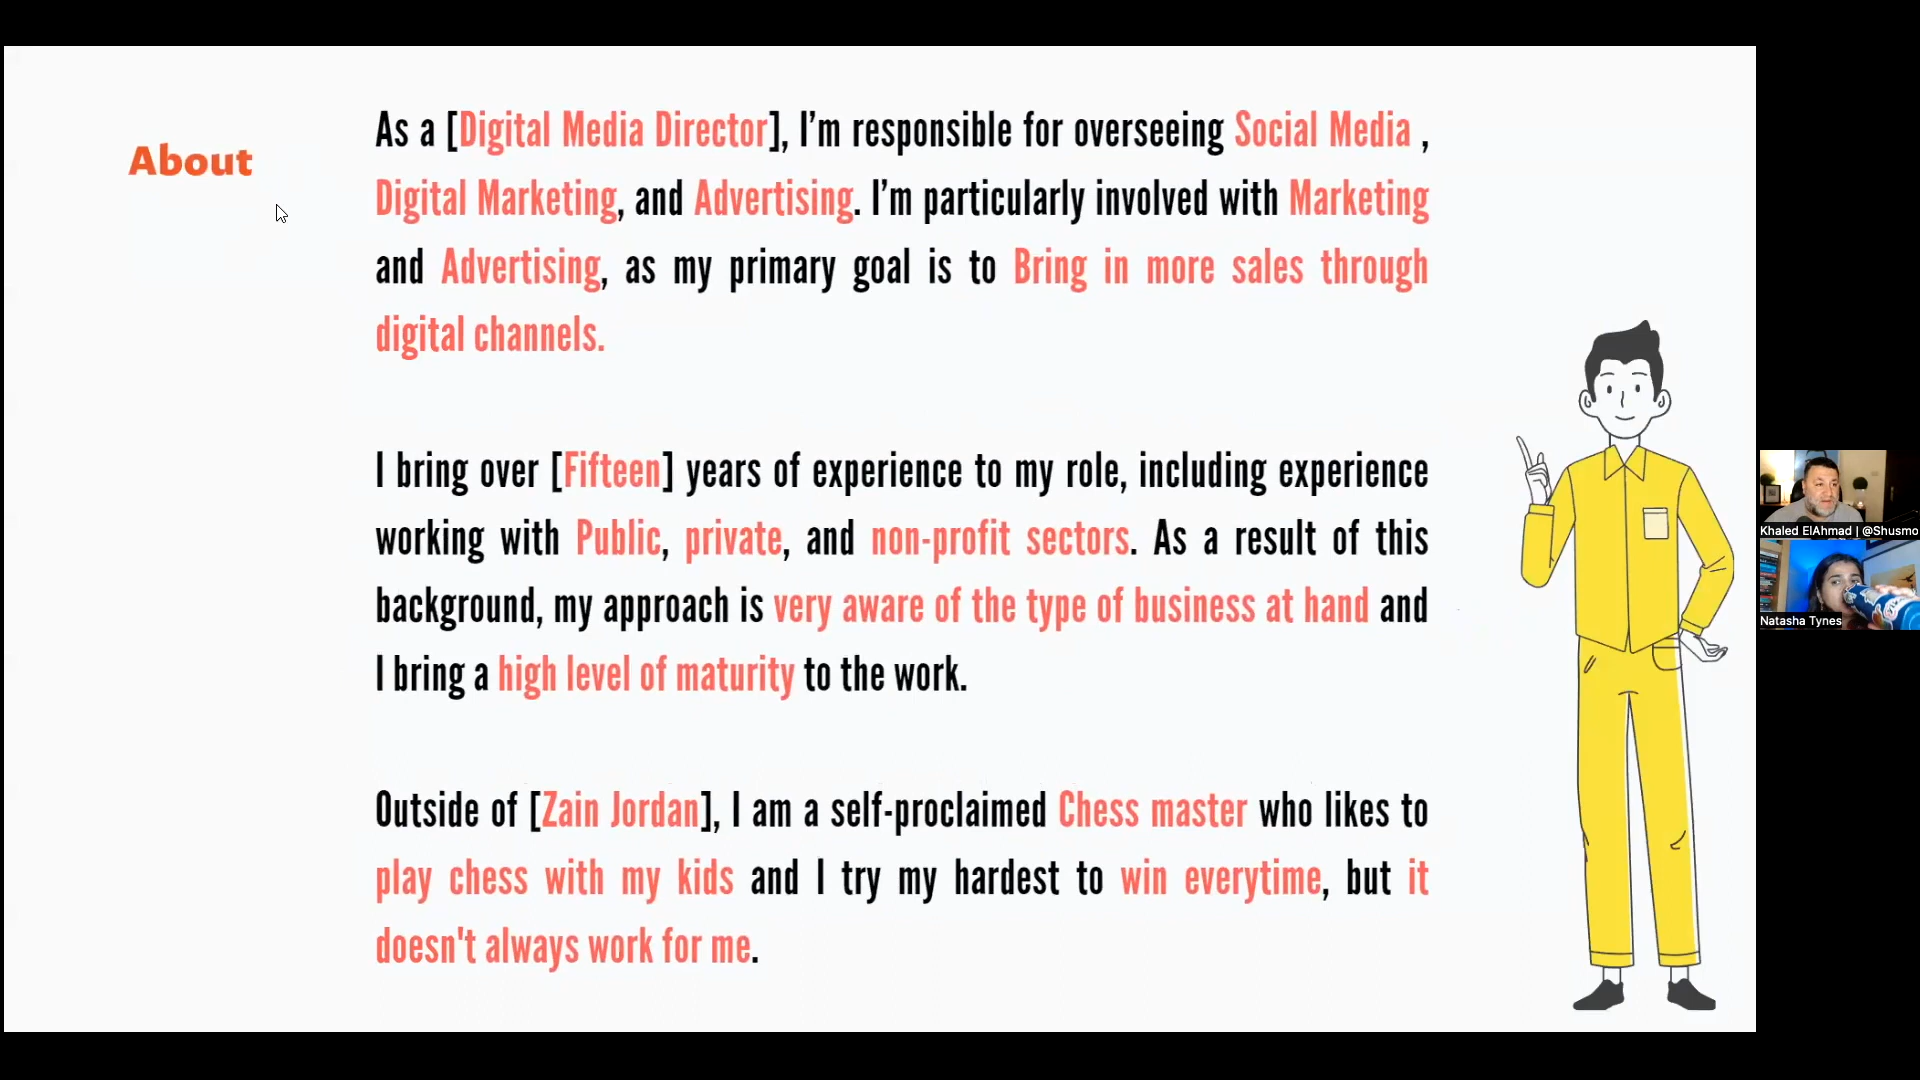 About
As a [Digital Media Director], I'm responsible for overseeing Social Media ,
Digital Marketing, and Advertising. I'm particularly involved with Marketing
and Advertising, as my primary goal is to Bring in more sales through
digital channels.
I bring over [Fifteen] years of experience to my role, including experience
working with Public, private, and non-profit sectors. As a result of this
background, my approach is very aware of the type of business at hand and
I bring a high level of maturity to the work.
Outside of [Zain Jordan], I am a self-proclaimed Chess master who likes to
play chess with my kids and I try my hardest to win everytime, but it
doesn't always work for me.
Khaled ElAhmad | @Shusmo
Natasha Tynes